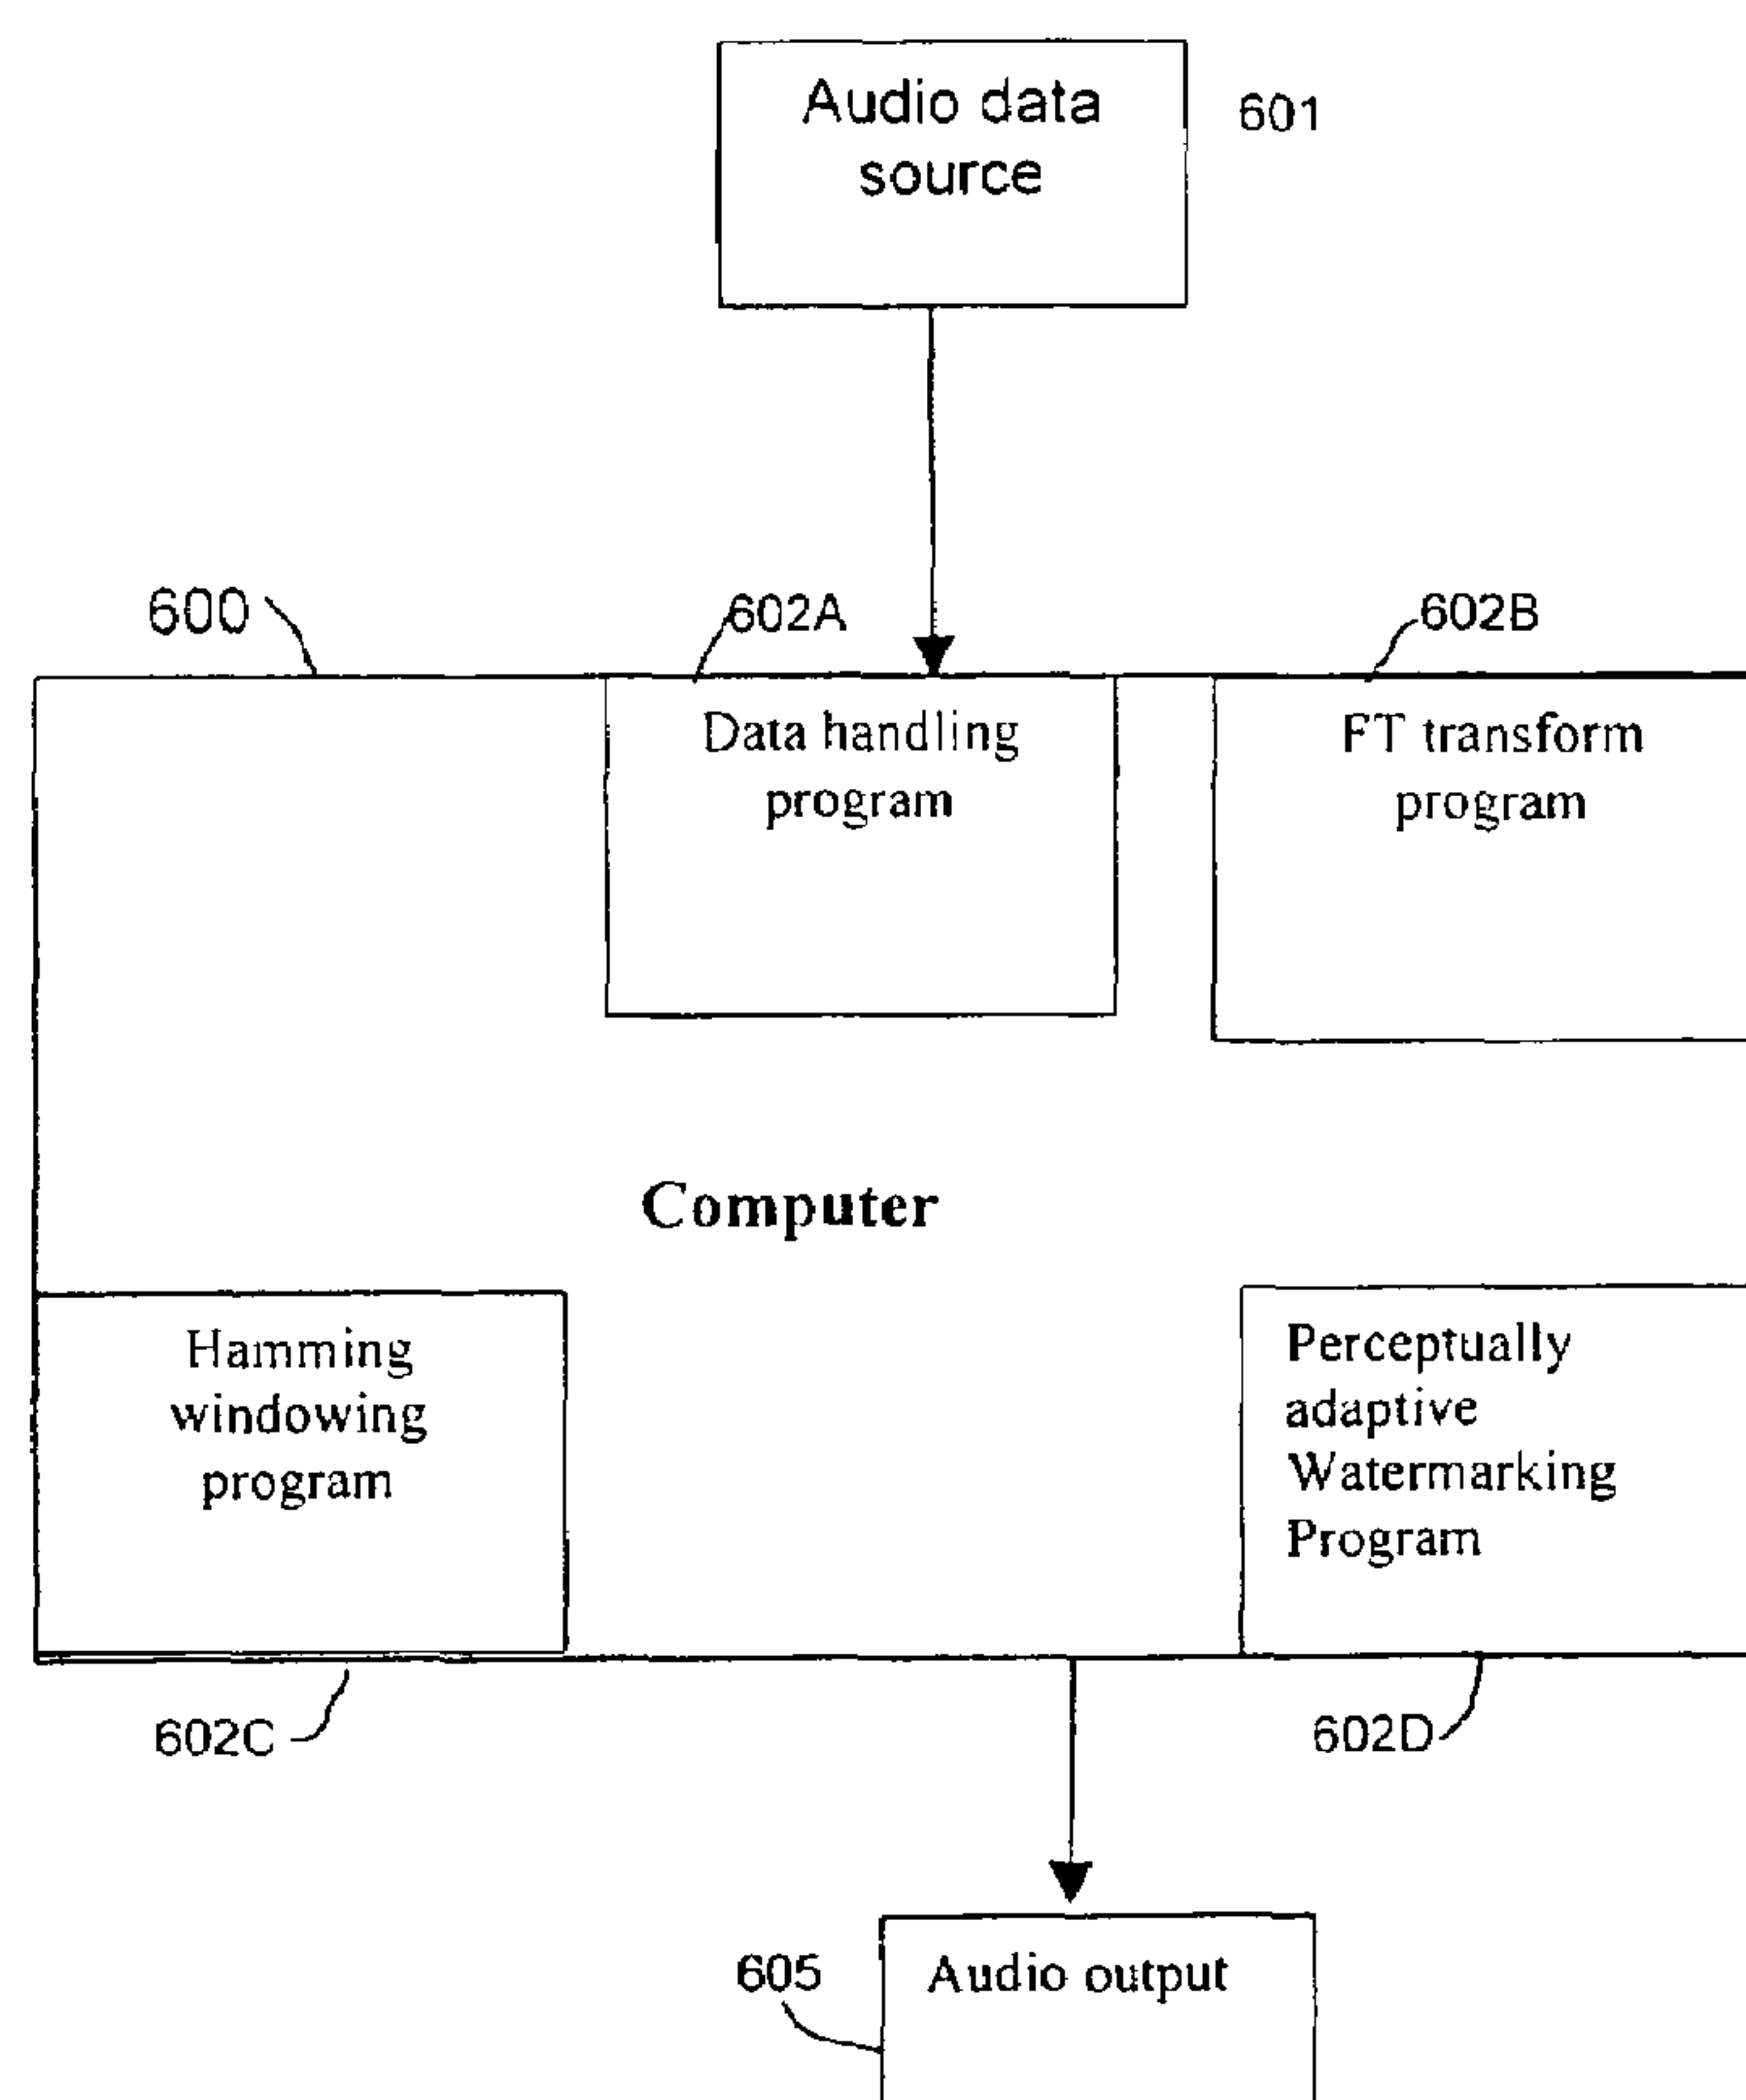 Audio data
source
601
600
602A
602B
Data handling
program
FT transform
program
Computer
Hamming
windowing
program
Perceptually
adaptive
Watermarking
Program
602C
602D
605
Audio output